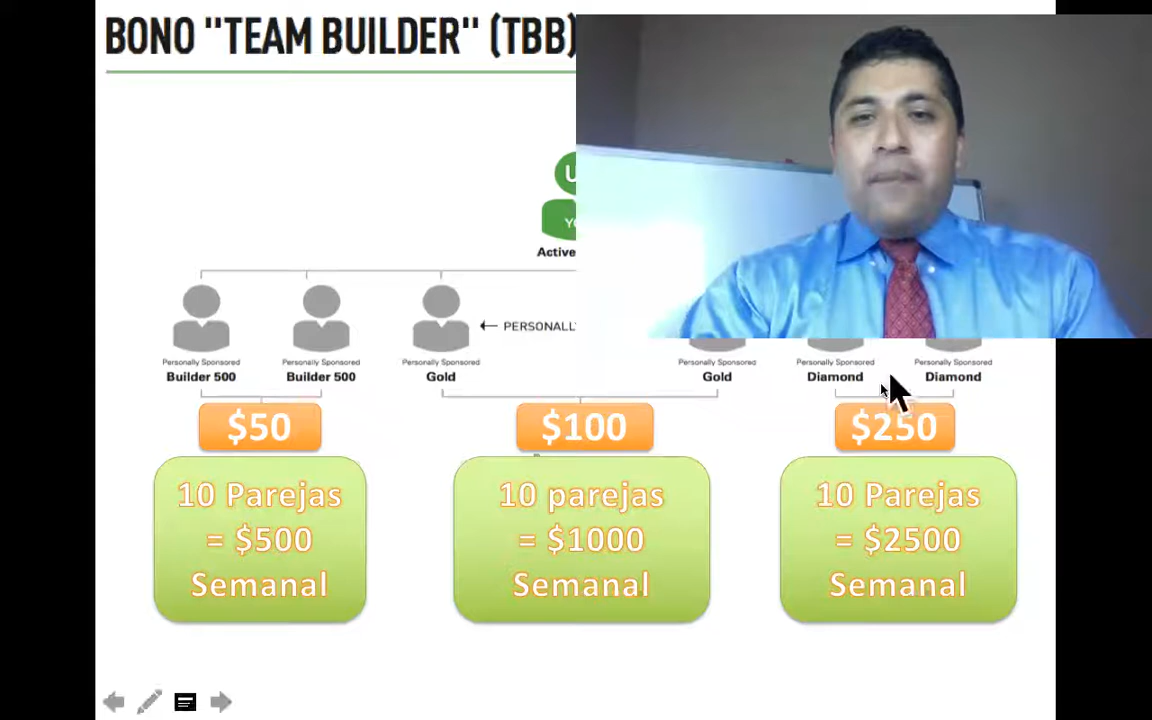 BONO "TEAM BUILDER" (TBB)
Active
← PERSONALLY
Personally Sponsored
Builder 500
Personally Sponsored
Builder 500
Personally Sponsored
Gold
Personally Sponsored
Gold
Personally Sponsored
Diamond
Personally Sponsored
Diamond
$50
$100
$250
10 Parejas
= $500
Semanal
10 parejas
= $1000
Semanal
10 Parejas
= $2500
Semanal